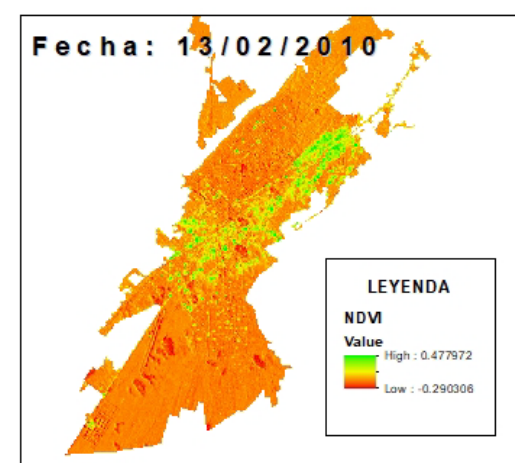 Fecha: 13/02/2010
LEYENDA
NDVI
Value
High : 0.477972
Low : -0.290306